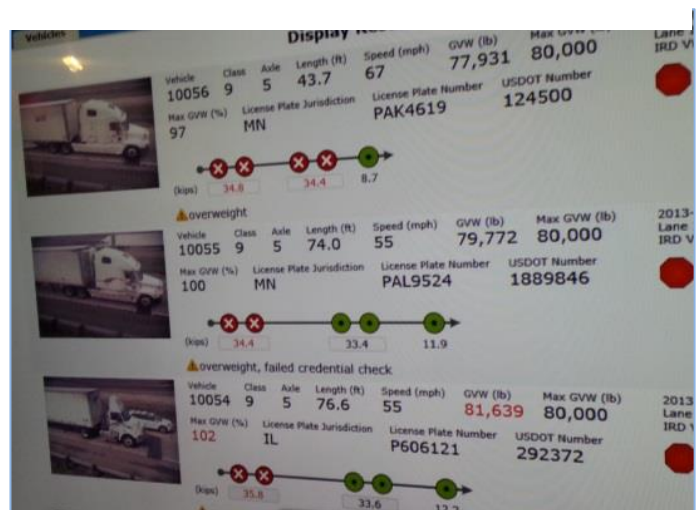 Vehicles
Display
Vehicle Class Axle Length (ft) Speed (mph) GVW (lb) Max GVW (lb) Lane
10056 9 5 43.7 67 77,931 80,000 IRD
Max GVW (%) License Plate Jurisdiction License Plate Number USDOT Number
97 MN PAK4619 124500
(kips) 34.8 34.4 8.7
overweight
Vehicle Class Axle Length (ft) Speed (mph) GVW (lb) Max GVW (lb) 2013-
10055 9 5 74.0 55 79,772 80,000 Lane
IRD
Max GVW (%) License Plate Jurisdiction License Plate Number USDOT Number
100 MN PAL9524 1889846
(kips) 34.4 33.4 11.9
overweight, failed credential check
Vehicle Class Axle Length (ft) Speed (mph) GVW (lb) Max GVW (lb) 2013
10054 9 5 76.6 55 81,639 80,000 Lane
IRD
Max GVW (%) License Plate Jurisdiction License Plate Number USDOT Number
102 IL P606121 292372
(kips) 35.8 33.6